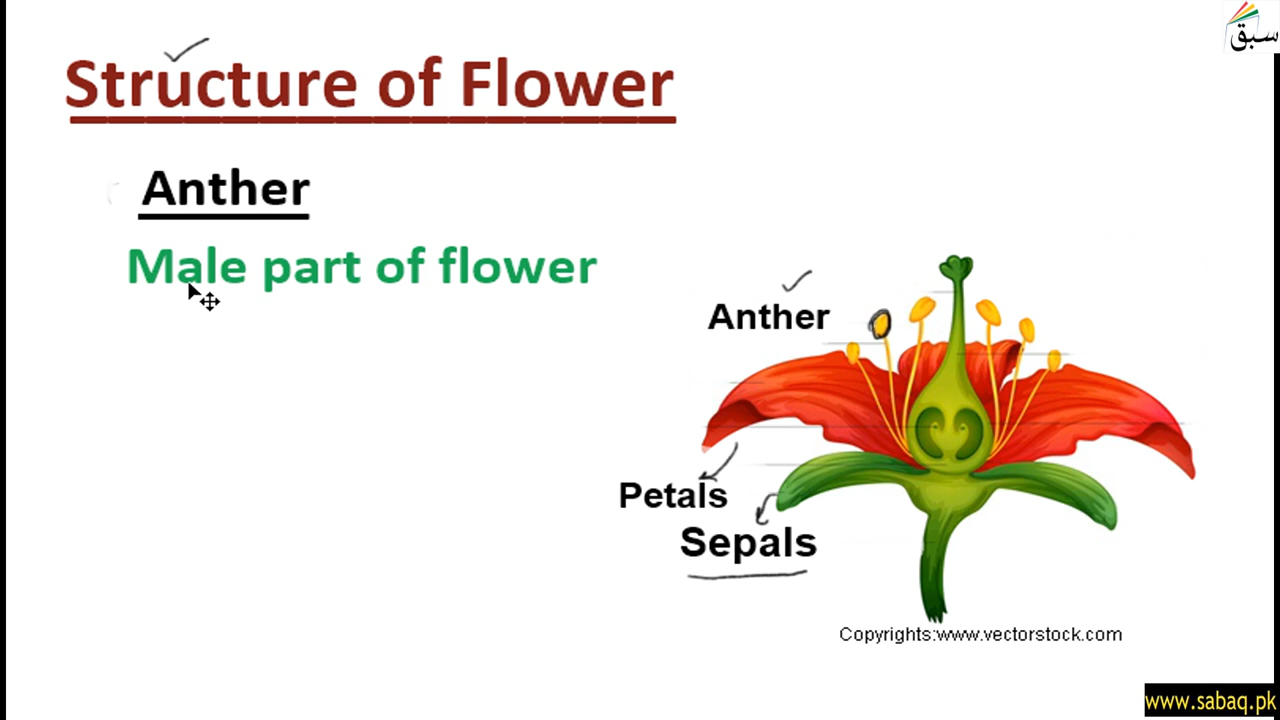 سبق
Structure of Flower
Anther
Male part of flower
Anther
Petals
Sepals
Copyrights:www.vectorstock.com
www.sabaq.pk